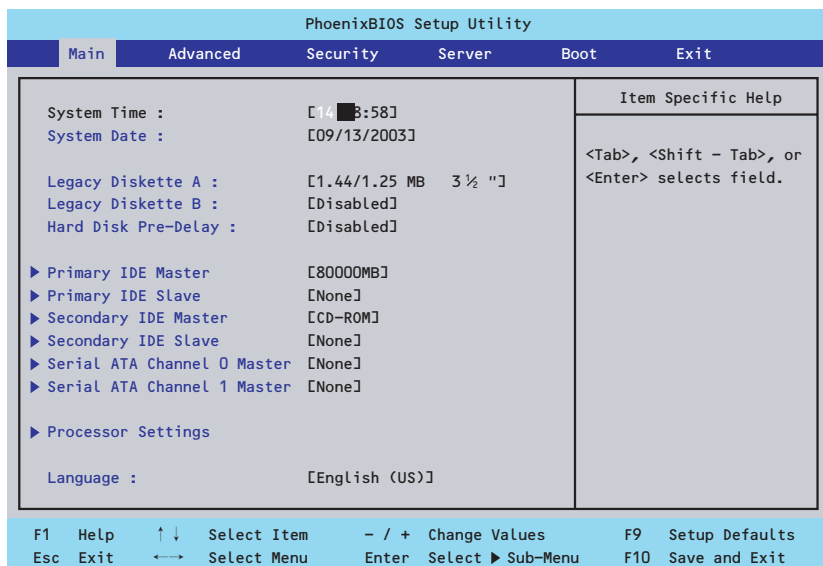 PhoenixBIOS Setup Utility
Main Advanced Security Server Boot Exit
Item Specific Help
System Time : [14 8:58]
System Date : [09/13/2003]
<Tab>, <Shift - Tab>, or
<Enter> selects field.
Legacy Diskette A : [1.44/1.25 MB 3½ "]
Legacy Diskette B : [Disabled]
Hard Disk Pre-Delay : [Disabled]
▶ Primary IDE Master [80000MB]
▶ Primary IDE Slave [None]
▶ Secondary IDE Master [CD-ROM]
▶ Secondary IDE Slave [None]
▶ Serial ATA Channel 0 Master [None]
▶ Serial ATA Channel 1 Master [None]
▶ Processor Settings
Language : [English (US)]
F1 Help ↑↓ Select Item - / + Change Values F9 Setup Defaults
Esc Exit ←→ Select Menu Enter Select ▶ Sub-Menu F10 Save and Exit